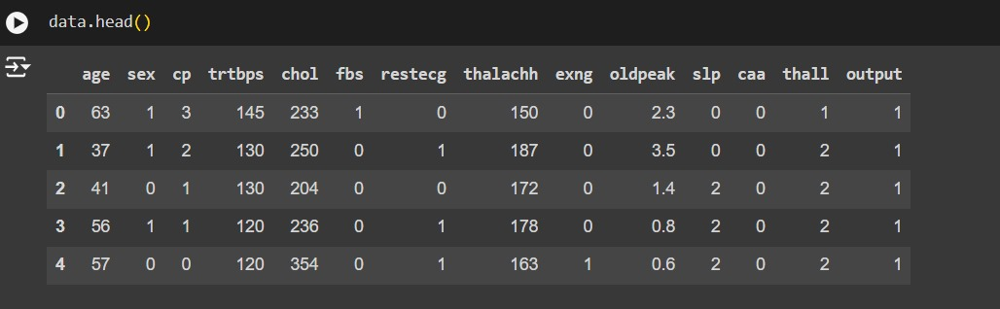 data.head()
age sex cp trtbps chol fbs restecg thalachh exng oldpeak slp caa thall output
0 63 1 3 145 233 1 0 150 0 2.3 0 0 1 1
1 37 1 2 130 250 0 1 187 0 3.5 0 0 2 1
2 41 0 1 130 204 0 0 172 0 1.4 2 0 2 1
3 56 1 1 120 236 0 1 178 0 0.8 2 0 2 1
4 57 0 0 120 354 0 1 163 1 0.6 2 0 2 1